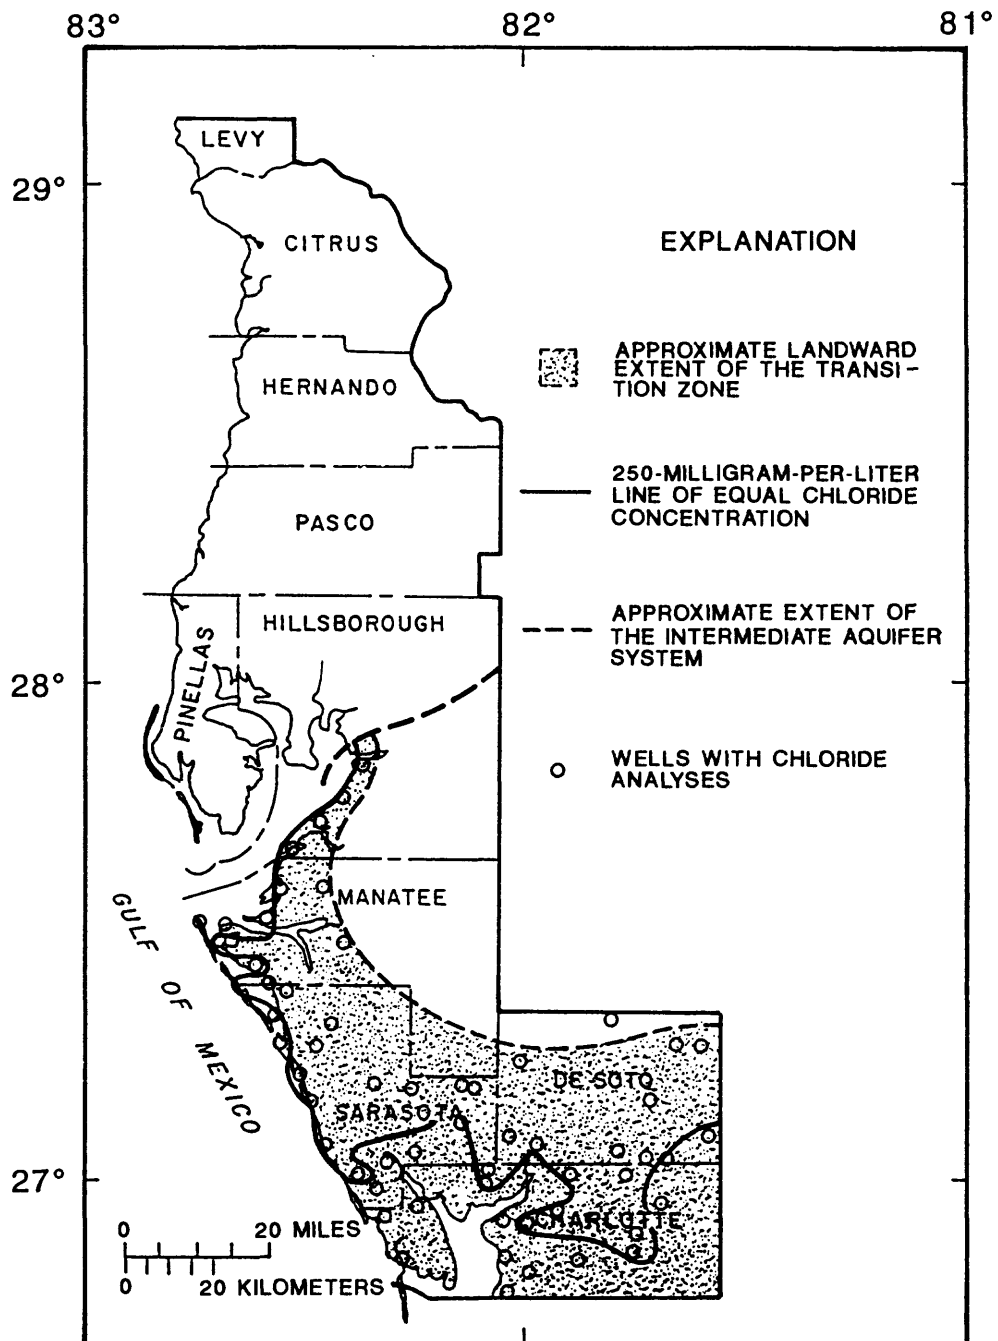 83° 82° 81°
29°
28°
27°
LEVY
CITRUS
HERNANDO
PASCO
HILLSBOROUGH
PINELLAS
MANATEE
SARASOTA
DE SOTO
CHARLOTTE
GULF OF MEXICO
EXPLANATION
APPROXIMATE LANDWARD
EXTENT OF THE TRANSI-
TION ZONE
250-MILLIGRAM-PER-LITER
LINE OF EQUAL CHLORIDE
CONCENTRATION
APPROXIMATE EXTENT OF
THE INTERMEDIATE AQUIFER
SYSTEM
WELLS WITH CHLORIDE
ANALYSES
0 20 MILES
0 20 KILOMETERS